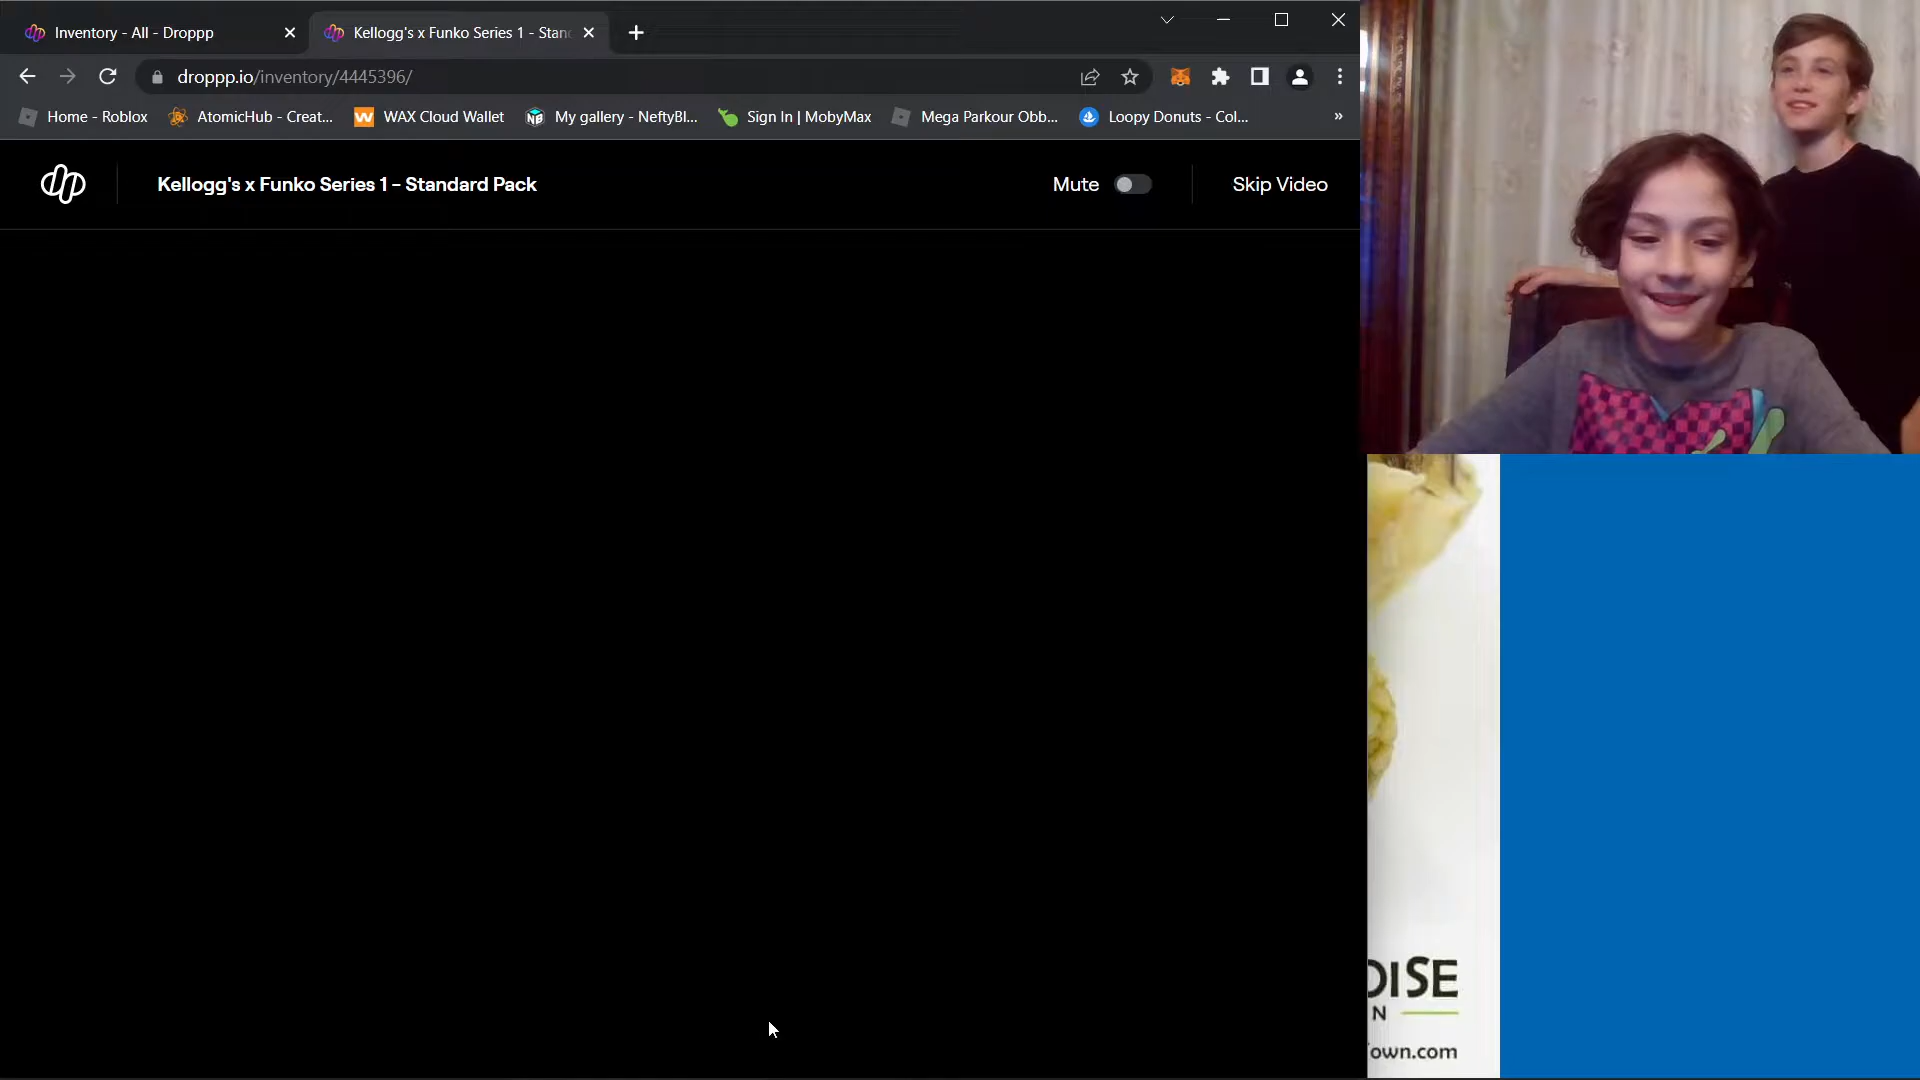 Inventory - All - Droppp
Kellogg's x Funko Series 1 - Stan
droppp.io/inventory/4445396/
Home - Roblox
AtomicHub - Creat...
WAX Cloud Wallet
My gallery - NeftyBl...
Sign In | MobyMax
Mega Parkour Obb...
Loopy Donuts - Col...
»
Kellogg's x Funko Series 1 - Standard Pack
Mute
Skip Video
DISE
N
own.com